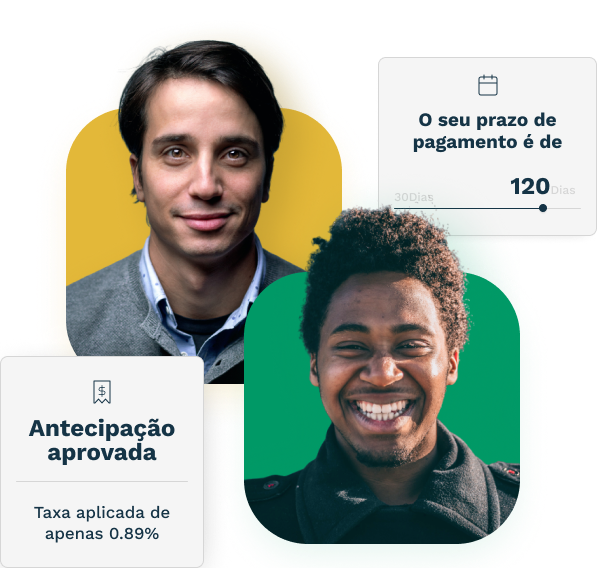 O seu prazo de
pagamento é de
120
30Dias
Dias
Antecipação
aprovada
Taxa aplicada de
apenas 0.89%